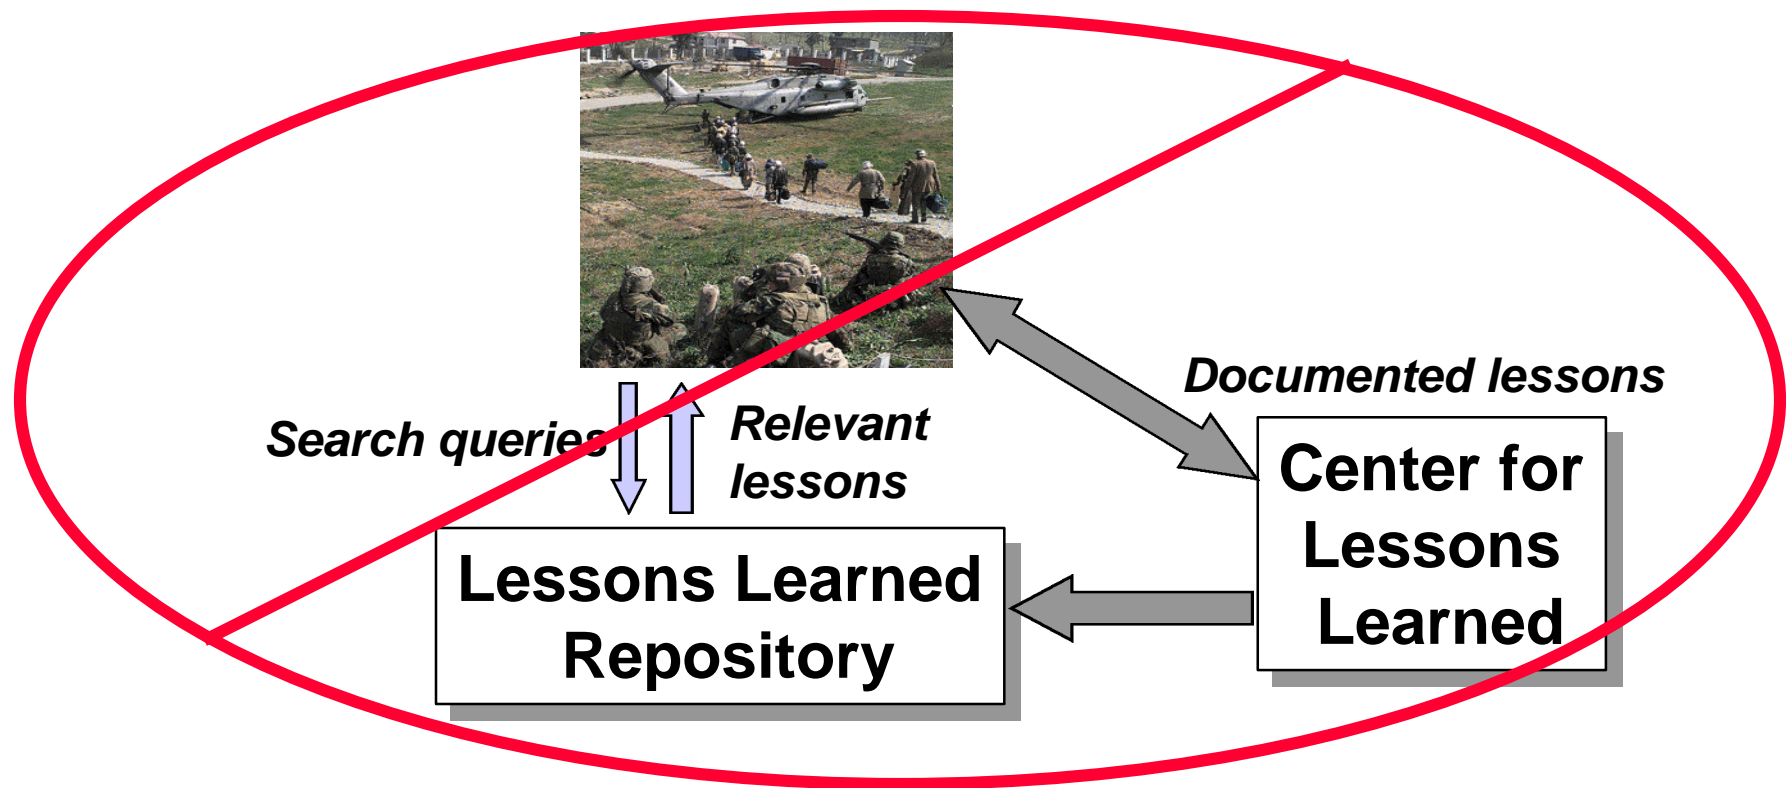 Documented lessons
Search queries
Relevant
lessons
Center for
Lessons
Learned
Lessons Learned
Repository